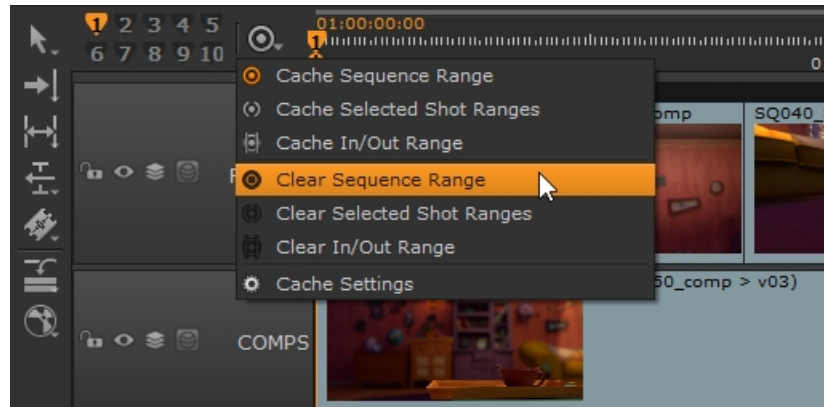 1 2 3 4 5
6 7 8 9 10
01:00:00:00
1
0
Cache Sequence Range
Cache Selected Shot Ranges
Cache In/Out Range
Clear Sequence Range
Clear Selected Shot Ranges
Clear In/Out Range
Cache Settings
omp
SQ040_
50_comp > v03)
COMPS